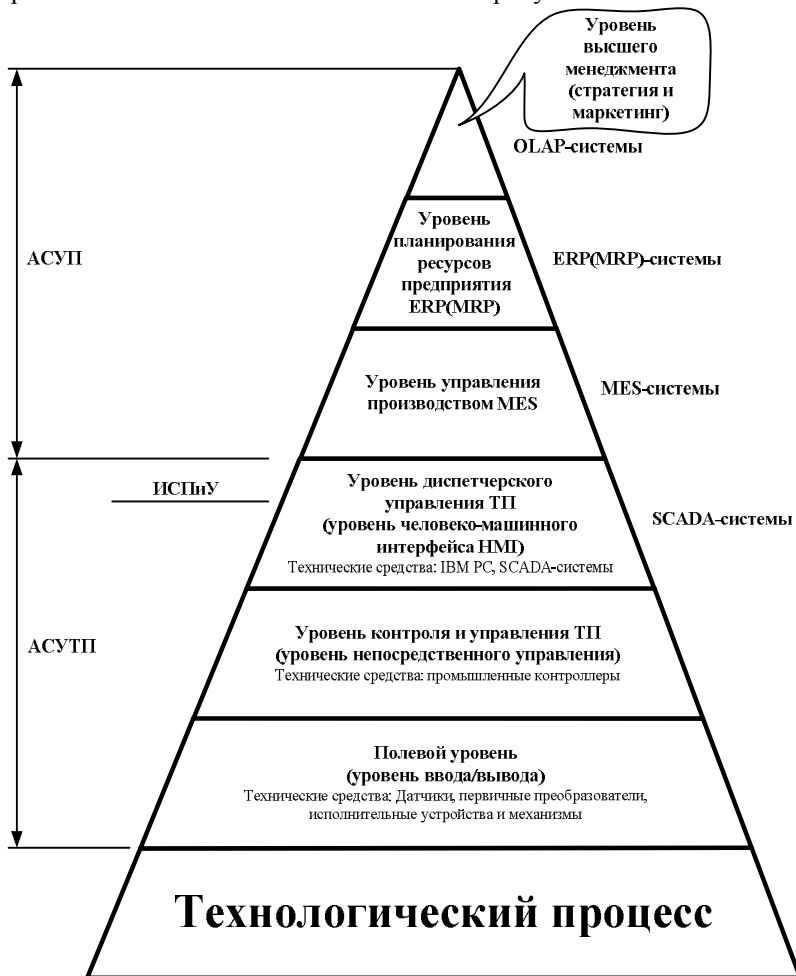 Уровень
высшего
менеджмента
(стратегия и
маркетинг)
OLAP-системы
Уровень
планирования
ресурсов
предприятия
ERP(MRP)
ERP(MRP)-системы
АСУП
Уровень управления
производством MES
MES-системы
ИСПиУ
Уровень диспетчерского
управления ТП
(уровень человеко-машинного
интерфейса HMI)
Технические средства: IBM PC, SCADA-системы
SCADA-системы
АСУТП
Уровень контроля и управления ТП
(уровень непосредственного управления)
Технические средства: промышленные контроллеры
Полевой уровень
(уровень ввода/вывода)
Технические средства: Датчики, первичные преобразователи,
исполнительные устройства и механизмы
Технологический процесс